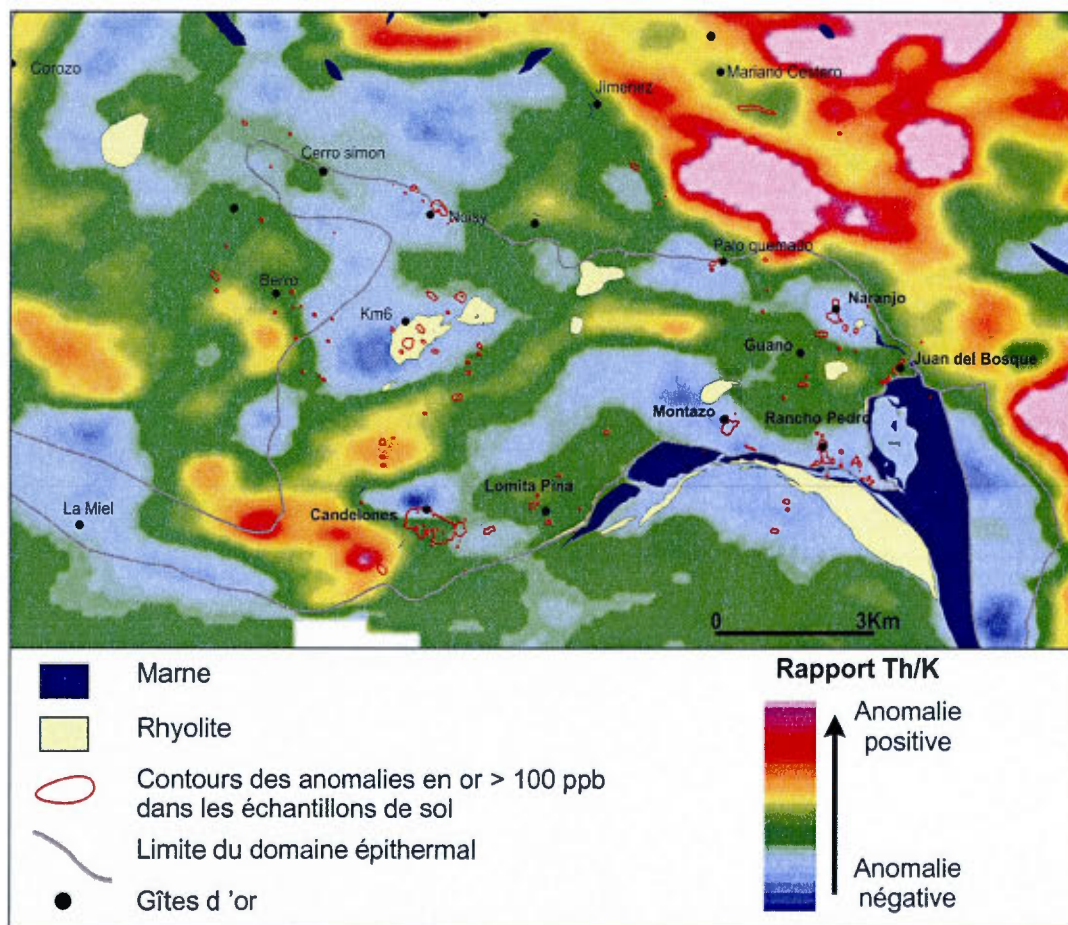 Corozo
Mariano Cestero
Jimenez
Cerro simon
Noisy
Palo quemado
Berro
Naranjo
Km6
Guano
Juan del Bosque
Montazo
Rancho Pedro
Lomita Pina
La Miel
Candelones
0 3Km
Marne
Rhyolite
Contours des anomalies en or > 100 ppb
dans les échantillons de sol
Limite du domaine épithermal
Gîtes d 'or
Rapport Th/K
Anomalie
positive
Anomalie
négative